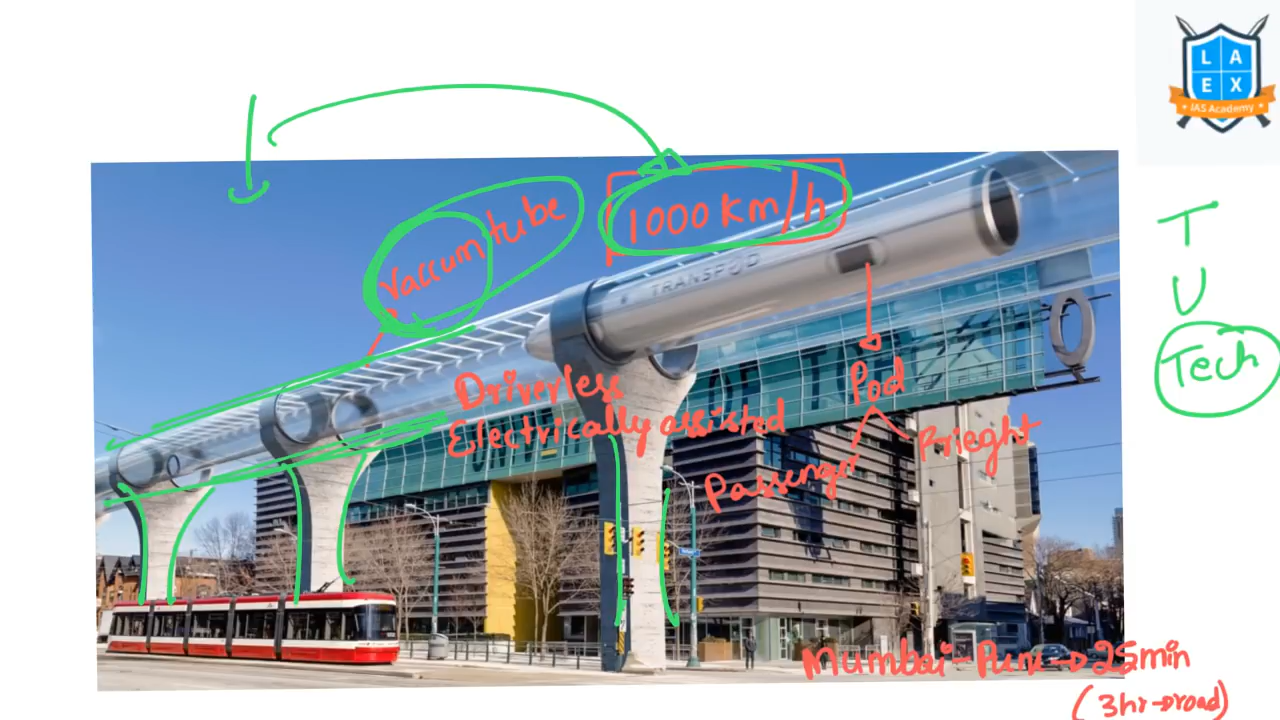 L A
E X
IAS Academy
T
U
Tech
Vaccum tube
1000 Km/h
TRANSPOD
Driverless
Electrically assisted
Pod
Passenger
Frieght
Mumbai - Pune → 25min
(3hr → road)